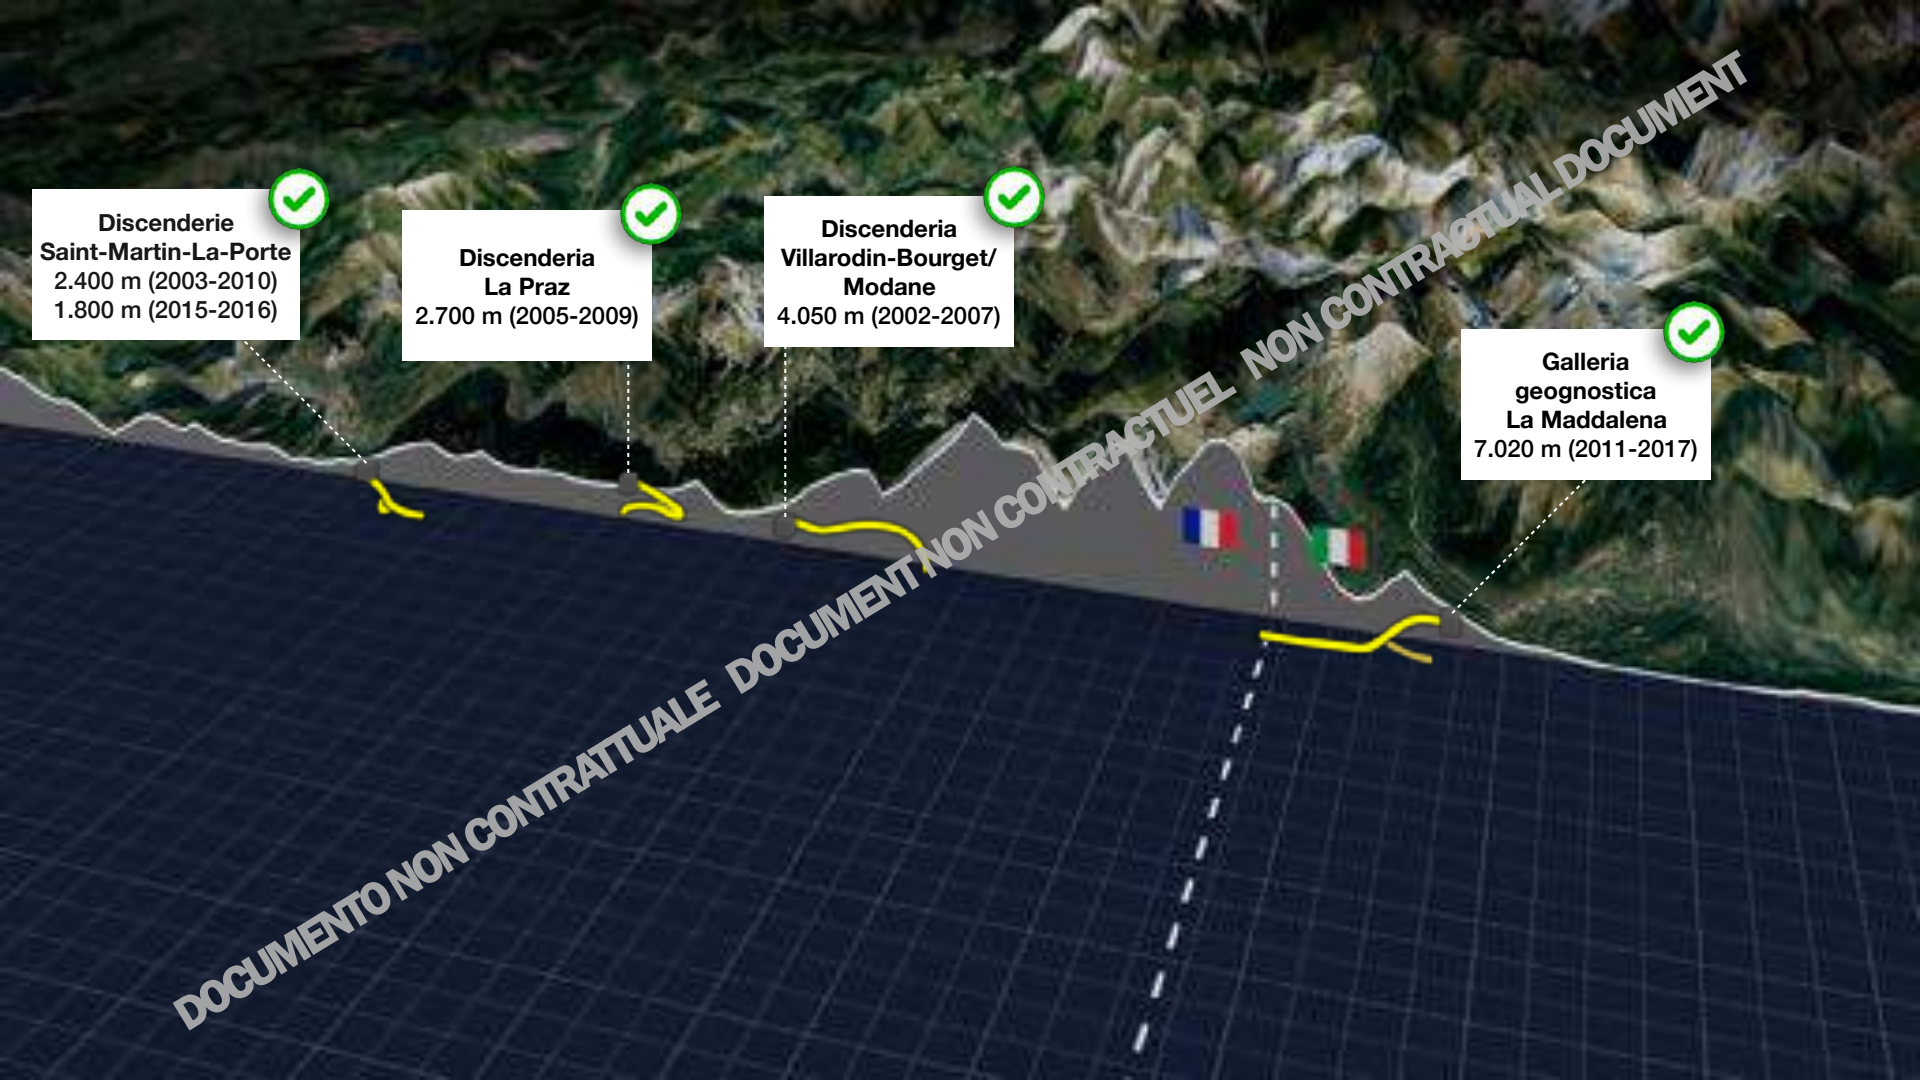 Discenderie
Saint-Martin-La-Porte
2.400 m (2003-2010)
1.800 m (2015-2016)
Discenderia
La Praz
2.700 m (2005-2009)
Discenderia
Villarodin-Bourget/
Modane
4.050 m (2002-2007)
Galleria
geognostica
La Maddalena
7.020 m (2011-2017)
DOCUMENTO NON CONTRATTUALE DOCUMENT NON CONTRACTUEL NON CONTRACTUAL DOCUMENT